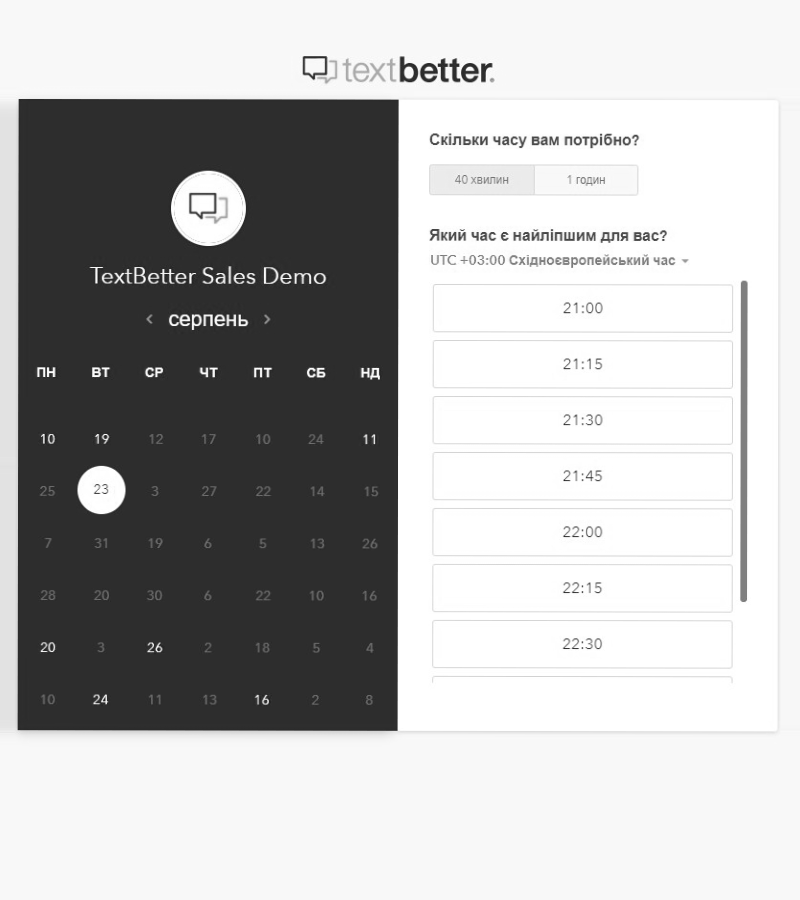 textbetter.
TextBetter Sales Demo
серпень
ПН ВТ СР ЧТ ПТ СБ НД
10 19 12 17 10 24 11
25 23 3 27 22 14 15
7 31 19 6 5 13 26
28 20 30 6 22 10 16
20 3 26 2 18 5 4
10 24 11 13 16 2 8
Скільки часу вам потрібно?
40 хвилин 1 годин
Який час є найліпшим для вас?
UTC +03:00 Східноєвропейський час
21:00
21:15
21:30
21:45
22:00
22:15
22:30